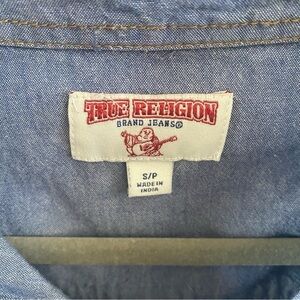 TRUE RELIGION
BRAND JEANS®
S/P
MADE IN
INDIA